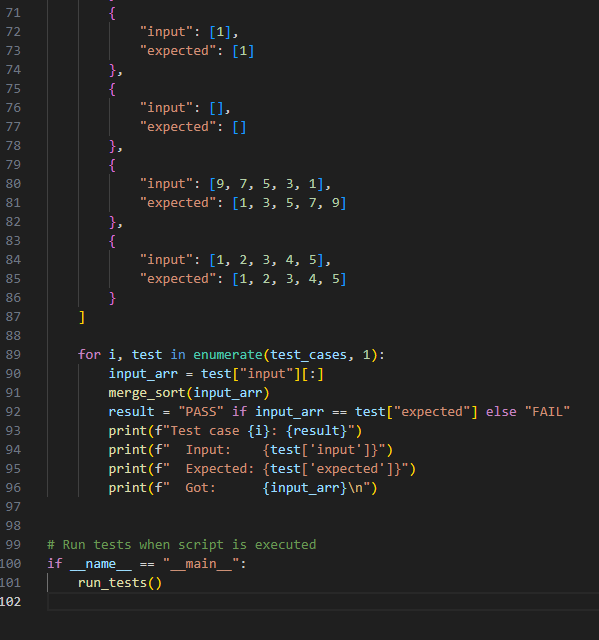 71 {
72 "input": [1],
73 "expected": [1]
74 },
75 {
76 "input": [],
77 "expected": []
78 },
79 {
80 "input": [9, 7, 5, 3, 1],
81 "expected": [1, 3, 5, 7, 9]
82 },
83 {
84 "input": [1, 2, 3, 4, 5],
85 "expected": [1, 2, 3, 4, 5]
86 }
87 ]
88
89 for i, test in enumerate(test_cases, 1):
90 input_arr = test["input"][:]
91 merge_sort(input_arr)
92 result = "PASS" if input_arr == test["expected"] else "FAIL"
93 print(f"Test case {i}: {result}")
94 print(f"  Input:    {test['input']}")
95 print(f"  Expected: {test['expected']}")
96 print(f"  Got:      {input_arr}\n")
97
98
99 # Run tests when script is executed
100 if __name__ == "__main__":
101 run_tests()
102